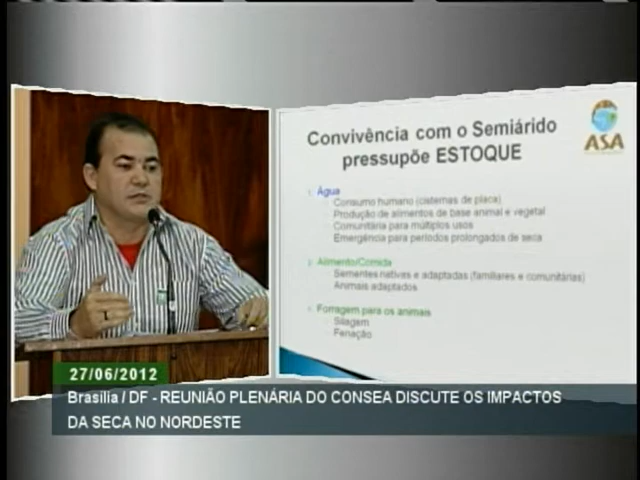 Convivência com o Semiárido
pressupõe ESTOQUE
ASA
1. Água
Consumo humano (cisternas de placa)
Produção de alimentos de base animal e vegetal
Comunitária para múltiplos usos
Emergência para períodos prolongados de seca
2. Alimento/Comida
Sementes nativas e adaptadas (familiares e comunitárias)
Animais adaptados
Forragem para os animais
Silagem
Fenação
27/06/2012
Brasília / DF - REUNIÃO PLENÁRIA DO CONSEA DISCUTE OS IMPACTOS
DA SECA NO NORDESTE